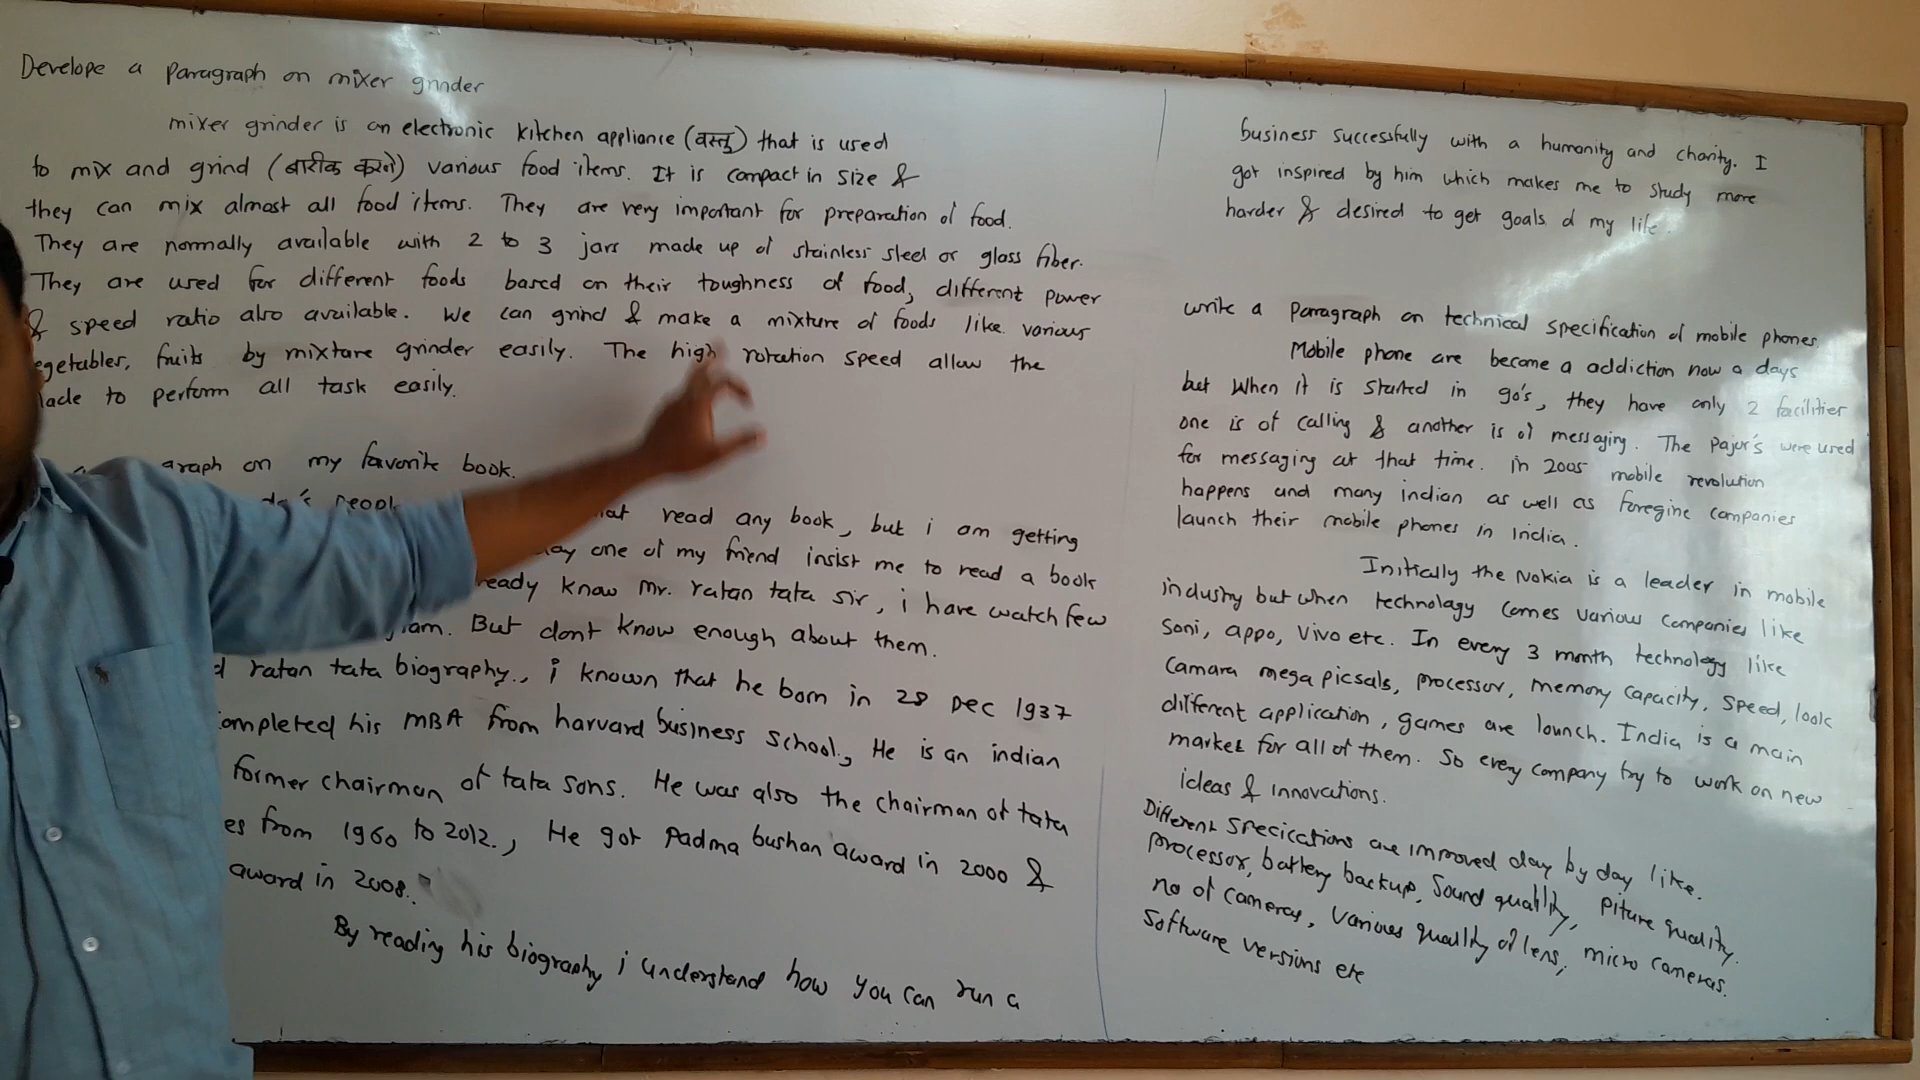 Develope a paragraph on mixer grinder
mixer grinder is an electronic kitchen appliance (वस्तू) that is used
to mix and grind (बारीक करणे) various food items. It is compact in size &
they can mix almost all food items. They are very important for preparation of food.
They are normally available with 2 to 3 jars made up of stainless steel or glass fiber.
They are used for different foods based on their toughness of food, different power
& speed ratio also available. We can grind & make a mixture of foods like various
egetables, fruits by mixtare grinder easily. The high rotation speed allow the
lade to perform all task easily.
graph on my favorite book.
read any book, but i am getting
one of my friend insist me to read a book
ready know Mr. ratan tata sir, i have watch few
am. But dont know enough about them.
ratan tata biography., i known that he born in 28 Dec 1937
ompleted his MBA from harvard business school., He is an indian
former chairman of tata sons. He was also the chairman of tata
es from 1960 to 2012., He got Padma bushan award in 2000 &
award in 2008.
By reading his biography i understand how you can run a
business successfully with a humanity and charity. I
got inspired by him which makes me to study more
harder & desired to get goals of my life.
write a paragraph on technical specification of mobile phones.
Mobile phone are become a addiction now a days
but When it is started in 90's, they have only 2 facilities
one is of calling & another is of messaging. The Pajor's were used
for messaging at that time. in 2005 mobile revolution
happens and many indian as well as foregine companies
launch their mobile phones in India.
Initially the Nokia is a leader in mobile
industry but when technology comes various companies like
Soni, appo, vivo etc. In every 3 month technology like
camara mega picsals, processor, memory capacity, speed, look
different application, games are lounch. India is a main
market for all of them. So every company try to work on new
ideas & innovations.
Different speciccations are improved day by day like.
processor, battery backup, sound quality, Piture quality.
no of cameras, various quality of lens, micro cameras.
software versions etc